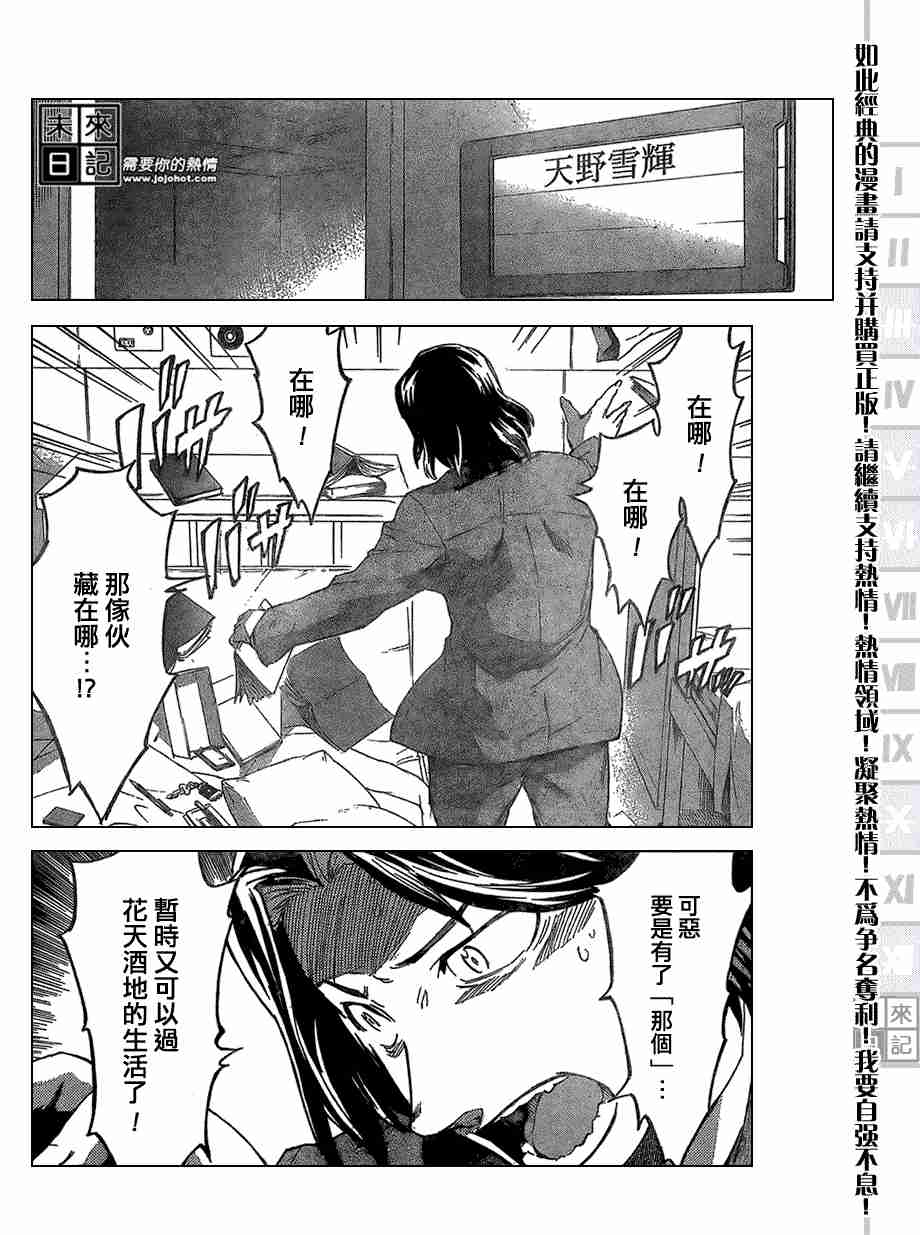 未來
日記
需要你的熱情
www.jojohot.com
天野雪輝
在哪！
在哪！
在哪！
那傢伙
藏在哪…!?
可惡
要是有了「那個」…
暫時又可以過
花天酒地的生活了！
如此經典的漫畫請支持并購買正版！請繼續支持熱情！熱情領域！凝聚熱情！不爲争名奪利！我要自强不息！
I
II
III
IV
V
VI
VII
VIII
IX
X
XI
來
記